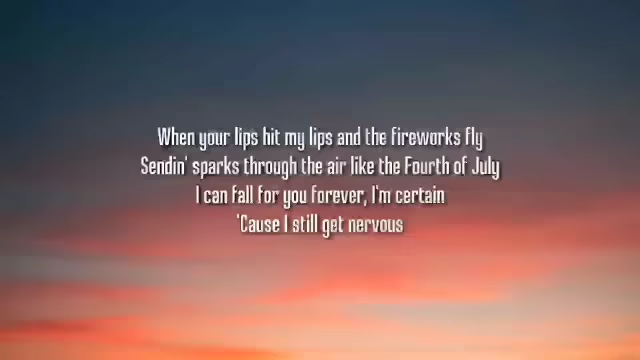 When your lips hit my lips and the fireworks fly
Sendin' sparks through the air like the Fourth of July
I can fall for you forever, I'm certain
'Cause I still get nervous